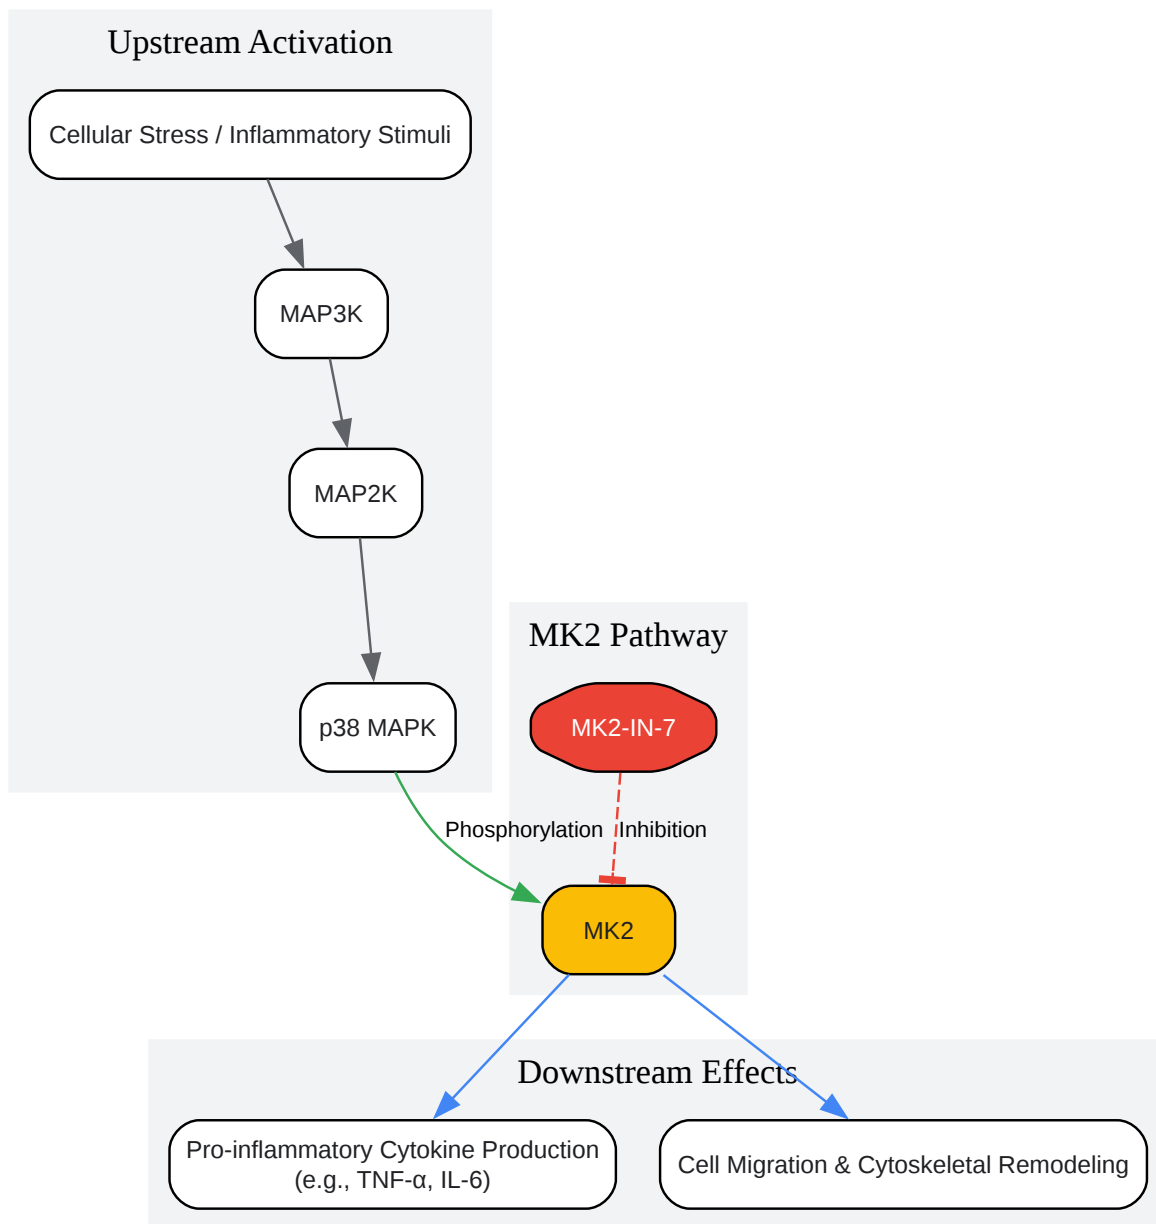 Upstream Activation
Cellular Stress / Inflammatory Stimuli
MAP3K
MAP2K
MK2 Pathway
p38 MAPK
MK2-IN-7
Phosphorylation
Inhibition
MK2
Downstream Effects
Pro-inflammatory Cytokine Production
(e.g., TNF-α, IL-6)
Cell Migration & Cytoskeletal Remodeling